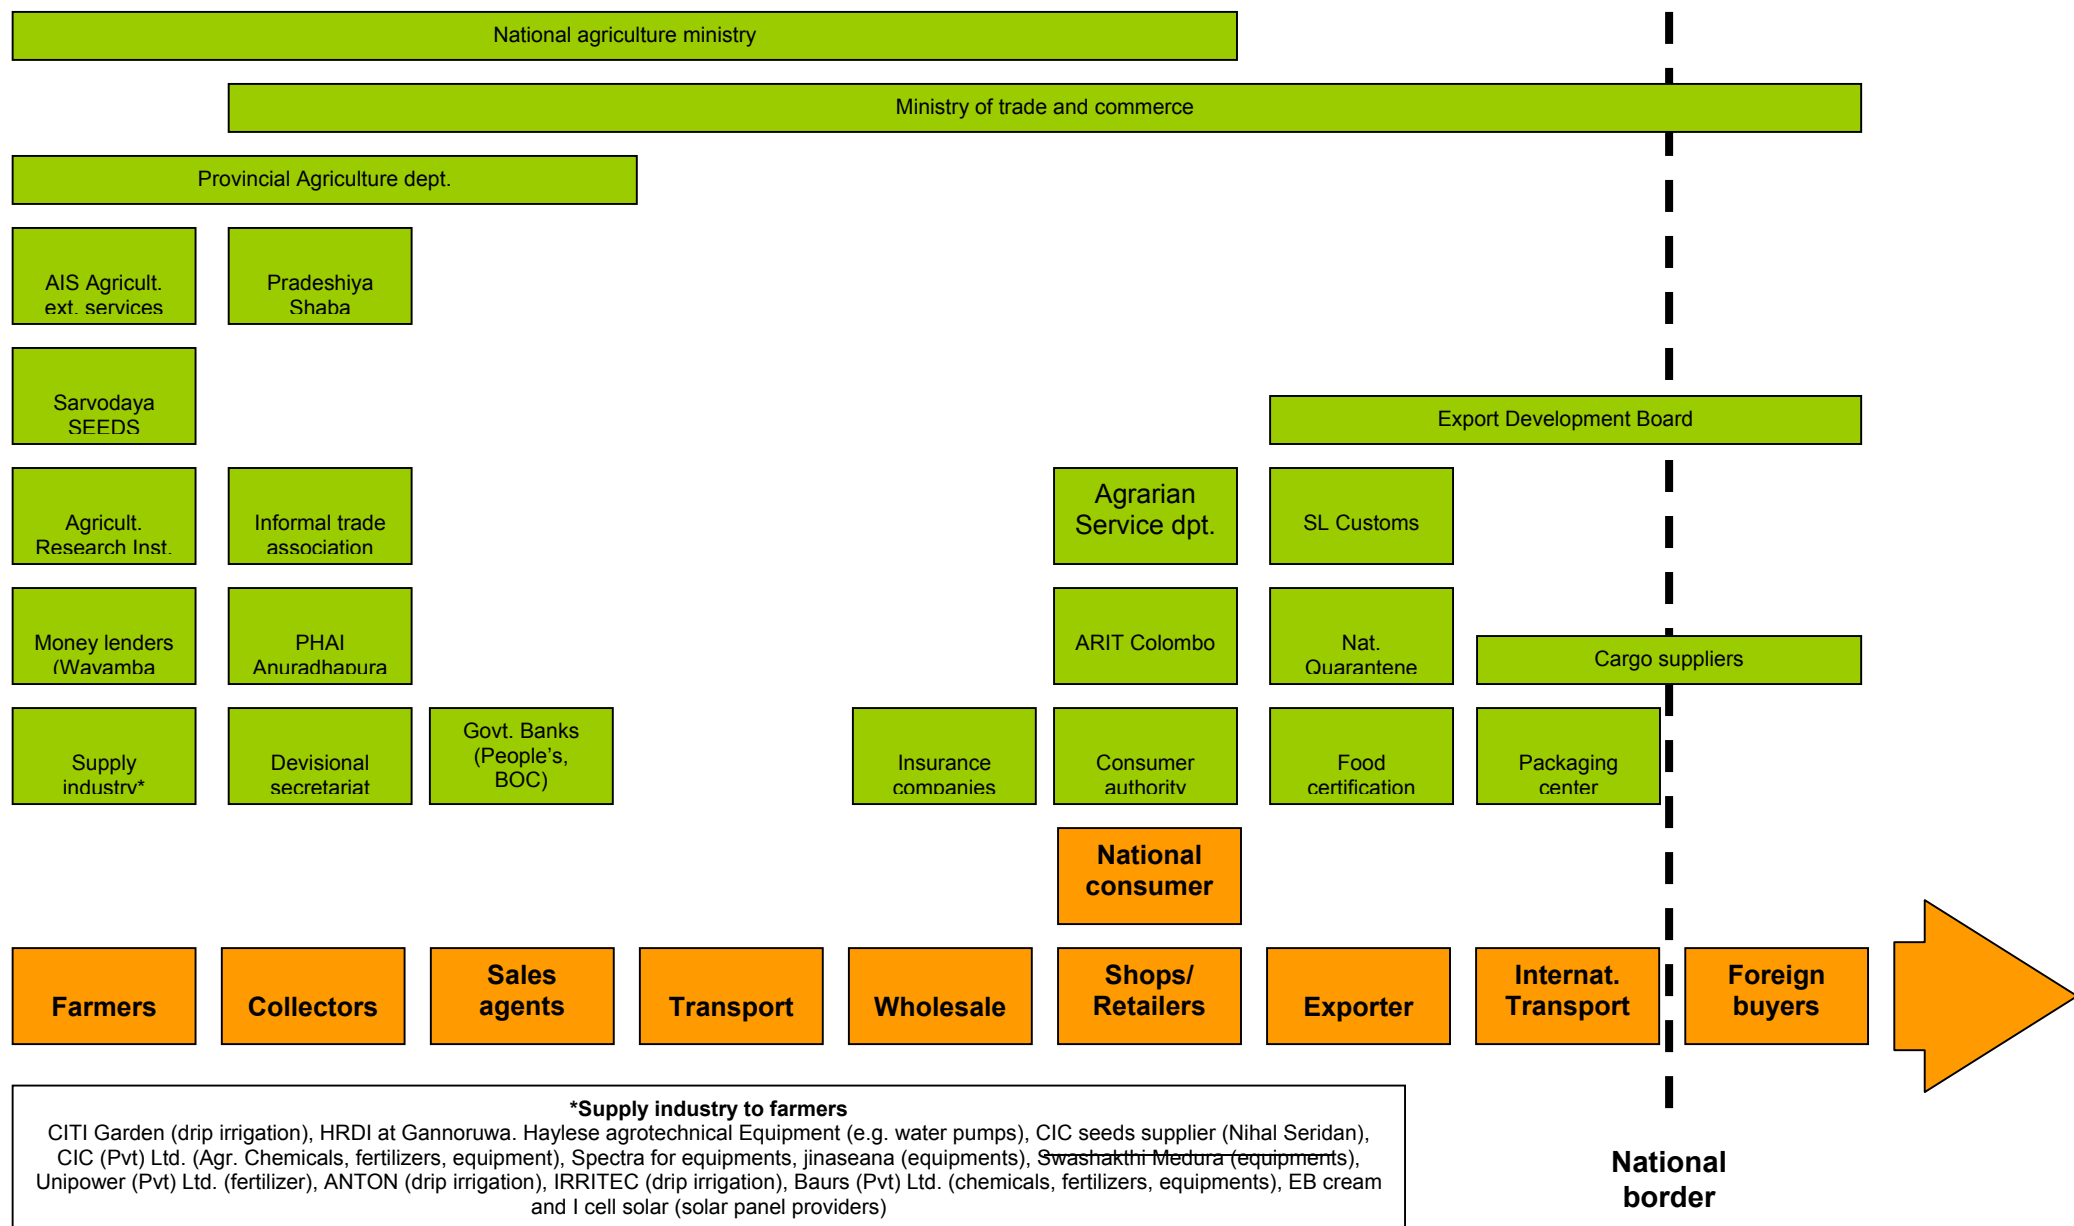 National agriculture ministry
Ministry of trade and commerce
Provincial Agriculture dept.
AIS Agricult.
ext. services
Pradeshiya
Shaba
Sarvodaya
SEEDS
Export Development Board
Agricult.
Research Inst.
Informal trade
association
Agrarian
Service dpt.
SL Customs
Money lenders
(Wayamba
PHAI
Anuradhapura
ARIT Colombo
Nat.
Quarantene
Cargo suppliers
Supply
industry*
Devisional
secretariat
Govt. Banks
(People's,
BOC)
Insurance
companies
Consumer
authority
Food
certification
Packaging
center
National
consumer
Farmers
Collectors
Sales
agents
Transport
Wholesale
Shops/
Retailers
Exporter
Internat.
Transport
Foreign
buyers
*Supply industry to farmers
CITI Garden (drip irrigation), HRDI at Gannoruwa. Haylese agrotechnical Equipment (e.g. water pumps), CIC seeds supplier (Nihal Seridan),
CIC (Pvt) Ltd. (Agr. Chemicals, fertilizers, equipment), Spectra for equipments, jinaseana (equipments), Swashakthi Medura (equipments),
Unipower (Pvt) Ltd. (fertilizer), ANTON (drip irrigation), IRRITEC (drip irrigation), Baurs (Pvt) Ltd. (chemicals, fertilizers, equipments), EB cream
and I cell solar (solar panel providers)
National
border